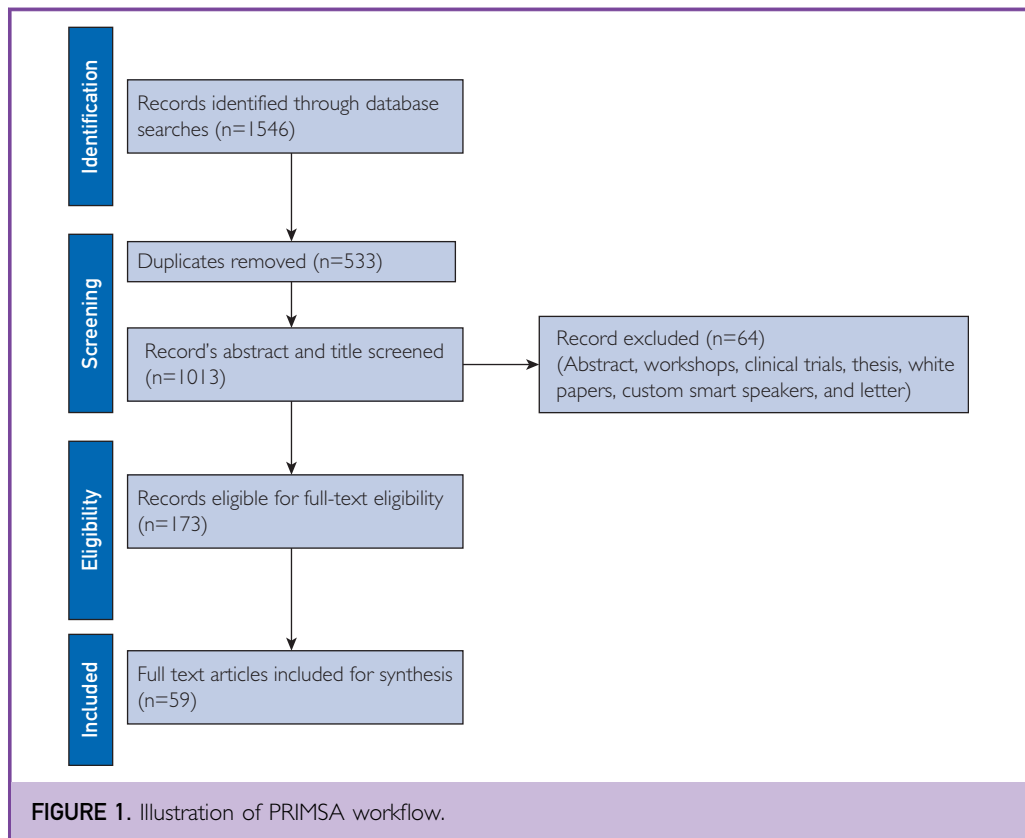 Identification
Records identified through database
searches (n=1546)
Screening
Duplicates removed (n=533)
Record's abstract and title screened
(n=1013)
Record excluded (n=64)
(Abstract, workshops, clinical trials, thesis, white
papers, custom smart speakers, and letter)
Eligibility
Records eligible for full-text eligibility
(n=173)
Included
Full text articles included for synthesis
(n=59)
FIGURE 1. Illustration of PRIMSA workflow.